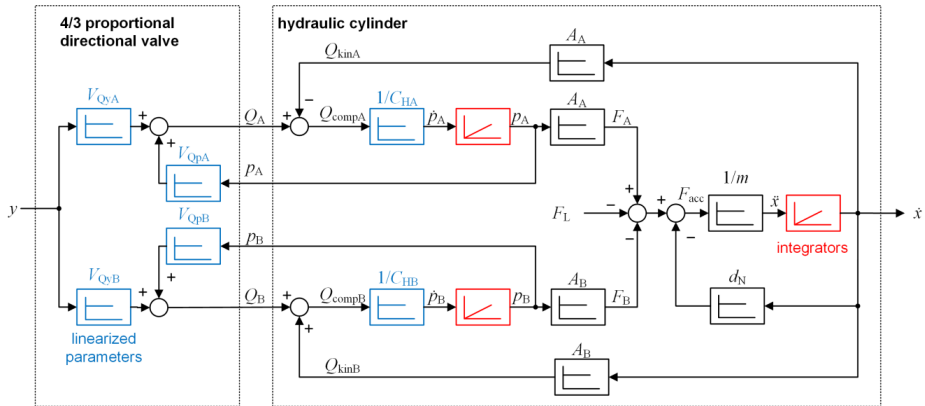 4/3 proportional
directional valve
hydraulic cylinder
A_A
Q_kinA
V_QyA
Q_A
Q_compA
1/C_HA
ṗ_A
p_A
A_A
F_A
V_QpA
p_A
1/m
y
V_QpB
F_L
F_acc
ẍ
ẋ
p_B
integrators
V_QyB
Q_B
Q_compB
1/C_HB
ṗ_B
p_B
A_B
F_B
d_N
linearized
parameters
Q_kinB
A_B
+
+
+
−
+
−
−
+
−
+
+
+
+